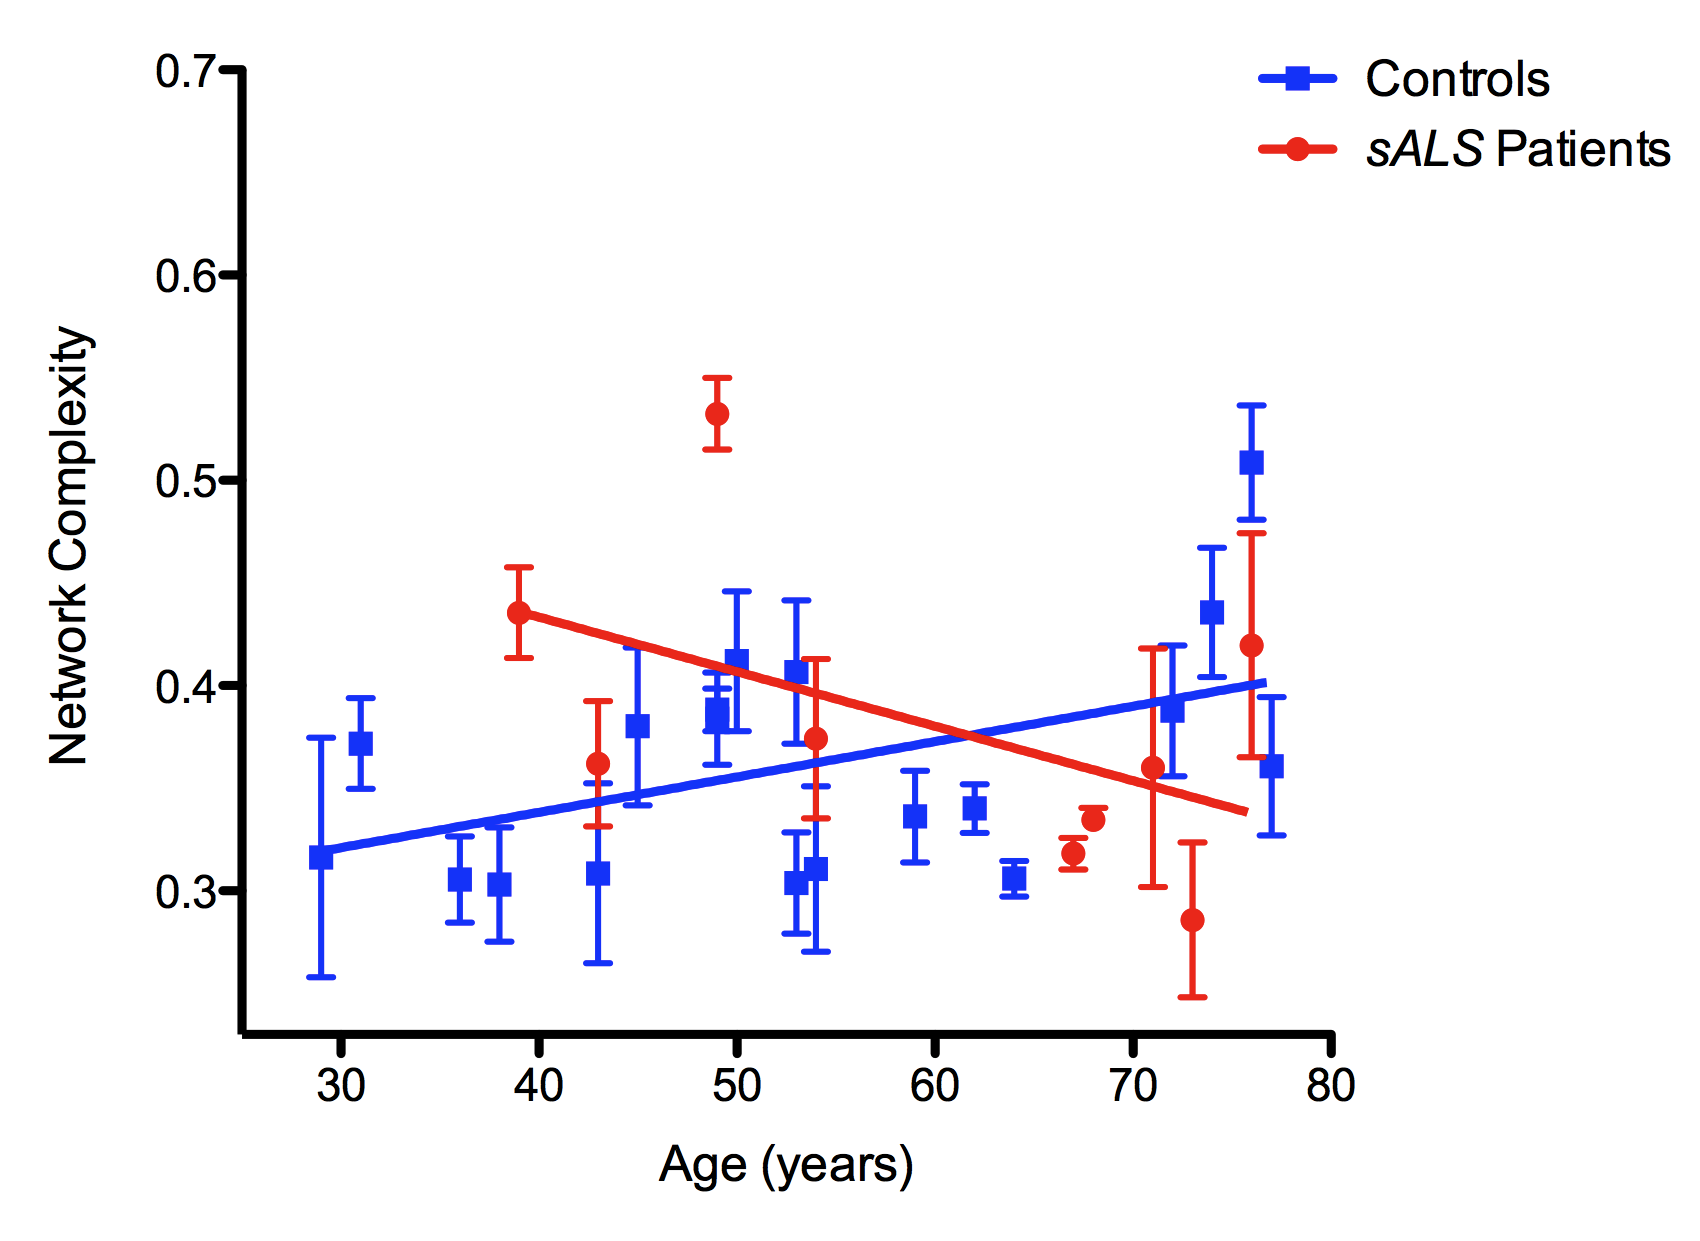 Controls
sALS Patients
0.7
0.6
0.5
0.4
0.3
Network Complexity
30 40 50 60 70 80
Age (years)